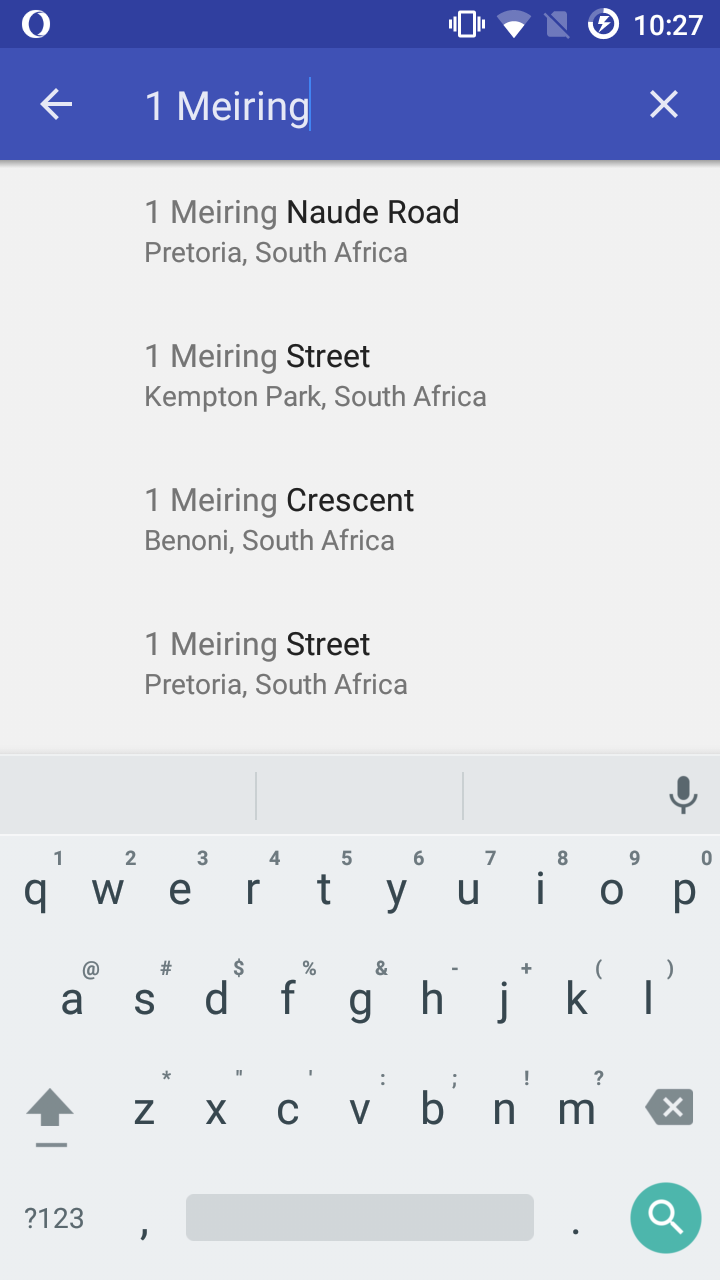 10:27
1 Meiring
1 Meiring Naude Road
Pretoria, South Africa
1 Meiring Street
Kempton Park, South Africa
1 Meiring Crescent
Benoni, South Africa
1 Meiring Street
Pretoria, South Africa
1 2 3 4 5 6 7 8 9 0
q w e r t y u i o p
@ # $ % & - + ( )
a s d f g h j k l
* " ' : ; ! ?
z x c v b n m
?123 , .